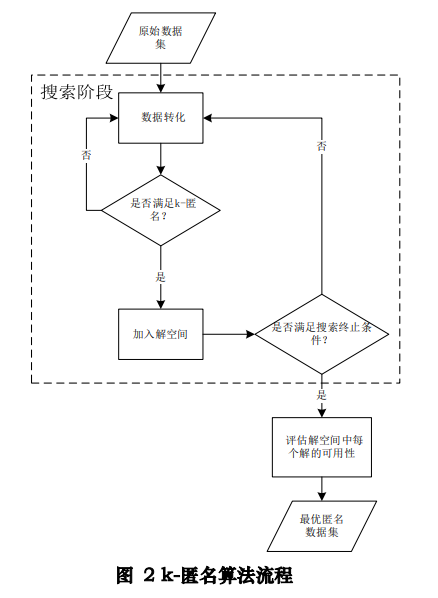 原始数据
集
搜索阶段
数据转化
否
否
是否满足k-匿
名？
是
加入解空间
是否满足搜索终止条
件？
是
评估解空间中每
个解的可用性
最优匿名
数据集
图 2 k-匿名算法流程